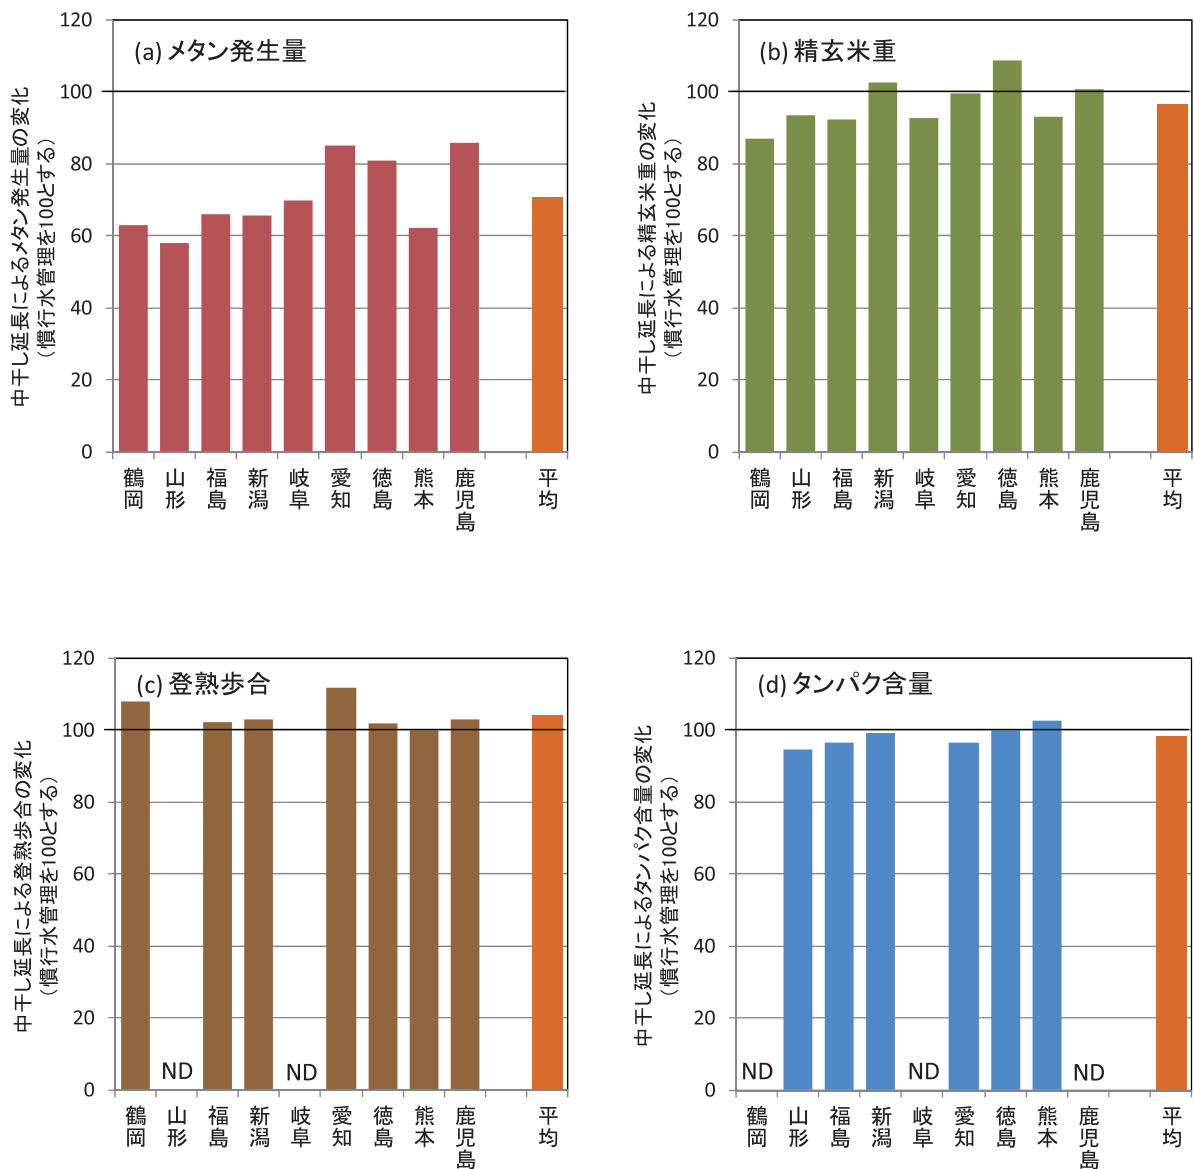 (a) メタン発生量
中干し延長によるメタン発生量の変化
（慣行水管理を100とする）
120
100
80
60
40
20
0
鶴岡
山形
福島
新潟
岐阜
愛知
徳島
熊本
鹿児島
平均
(b) 精玄米重
中干し延長による精玄米重の変化
（慣行水管理を100とする）
120
100
80
60
40
20
0
鶴岡
山形
福島
新潟
岐阜
愛知
徳島
熊本
鹿児島
平均
(c) 登熟歩合
中干し延長による登熟歩合の変化
（慣行水管理を100とする）
120
100
80
60
40
20
0
ND
ND
鶴岡
山形
福島
新潟
岐阜
愛知
徳島
熊本
鹿児島
平均
(d) タンパク含量
中干し延長によるタンパク含量の変化
（慣行水管理を100とする）
120
100
80
60
40
20
0
ND
ND
ND
鶴岡
山形
福島
新潟
岐阜
愛知
徳島
熊本
鹿児島
平均